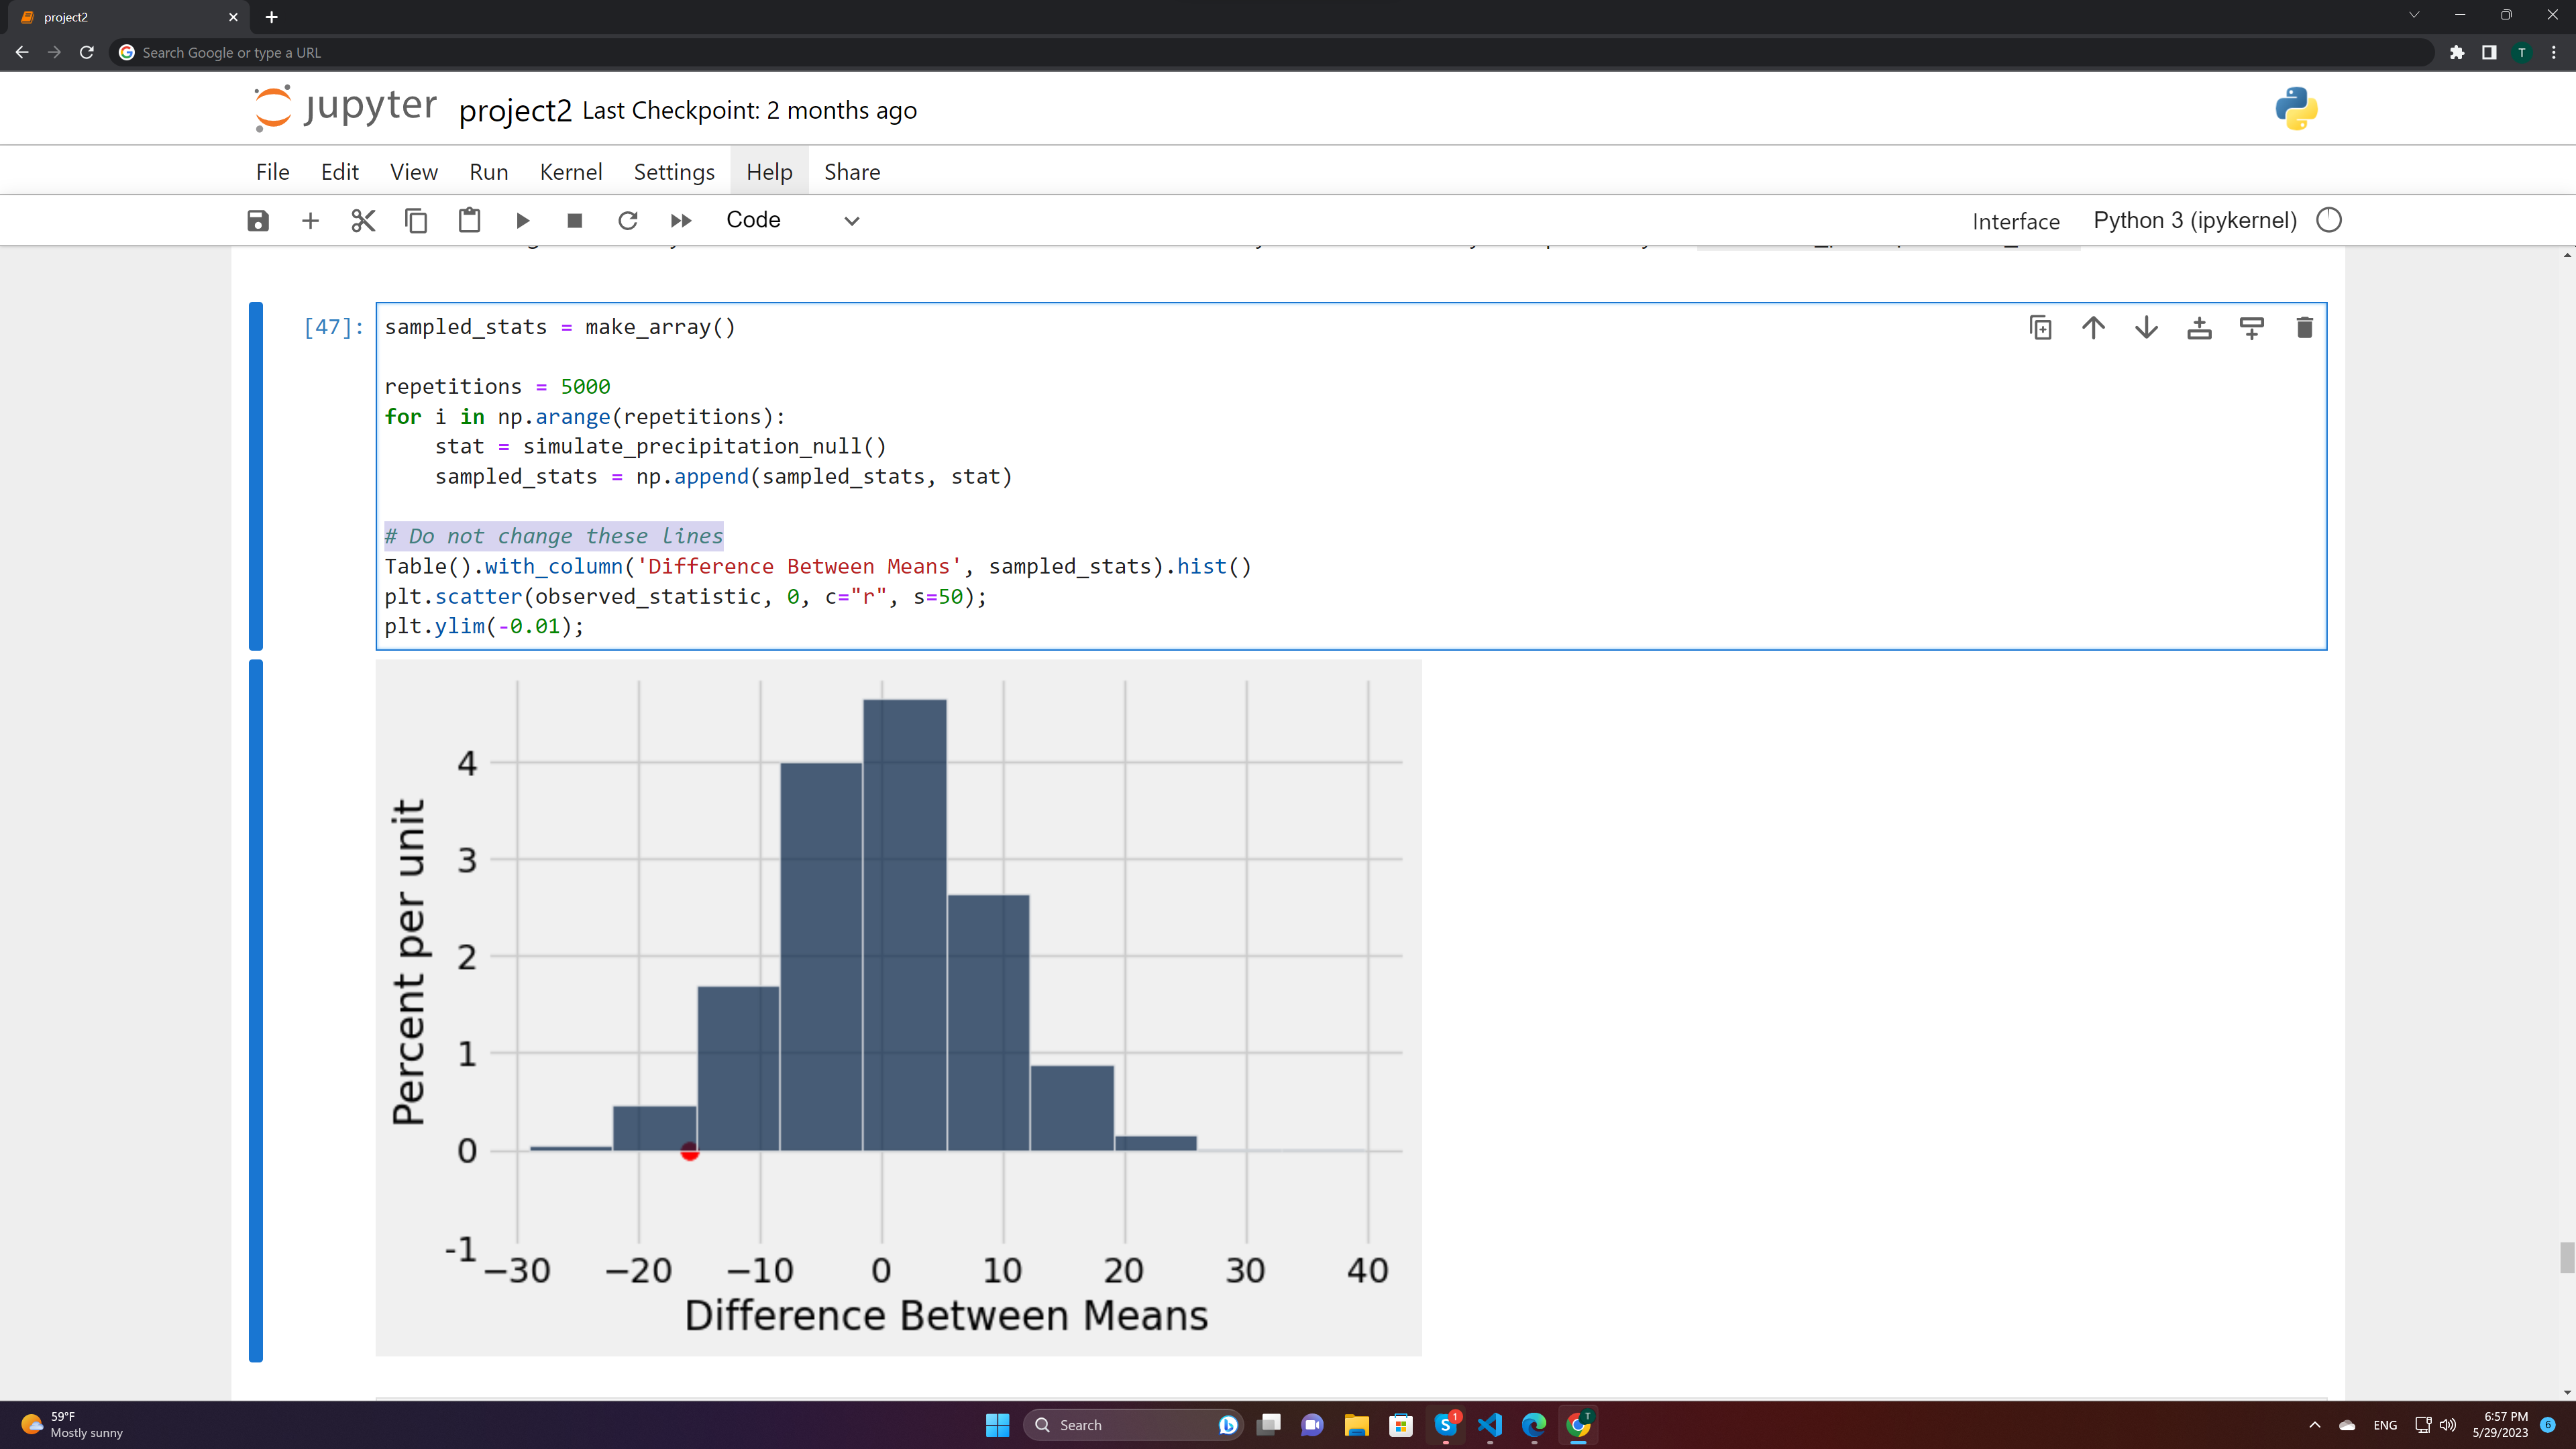 project2
Search Google or type a URL
T
jupyter project2 Last Checkpoint: 2 months ago
File Edit View Run Kernel Settings Help Share
Code
Interface Python 3 (ipykernel)
[47]:
sampled_stats = make_array()
repetitions = 5000
for i in np.arange(repetitions):
stat = simulate_precipitation_null()
sampled_stats = np.append(sampled_stats, stat)
# Do not change these lines
Table().with_column('Difference Between Means', sampled_stats).hist()
plt.scatter(observed_statistic, 0, c="r", s=50);
plt.ylim(-0.01);
Percent per unit
4
3
2
1
0
-1
−30 −20 −10 0 10 20 30 40
Difference Between Means
59°F
Mostly sunny
Search
1
T
ENG
6:57 PM
5/29/2023
6